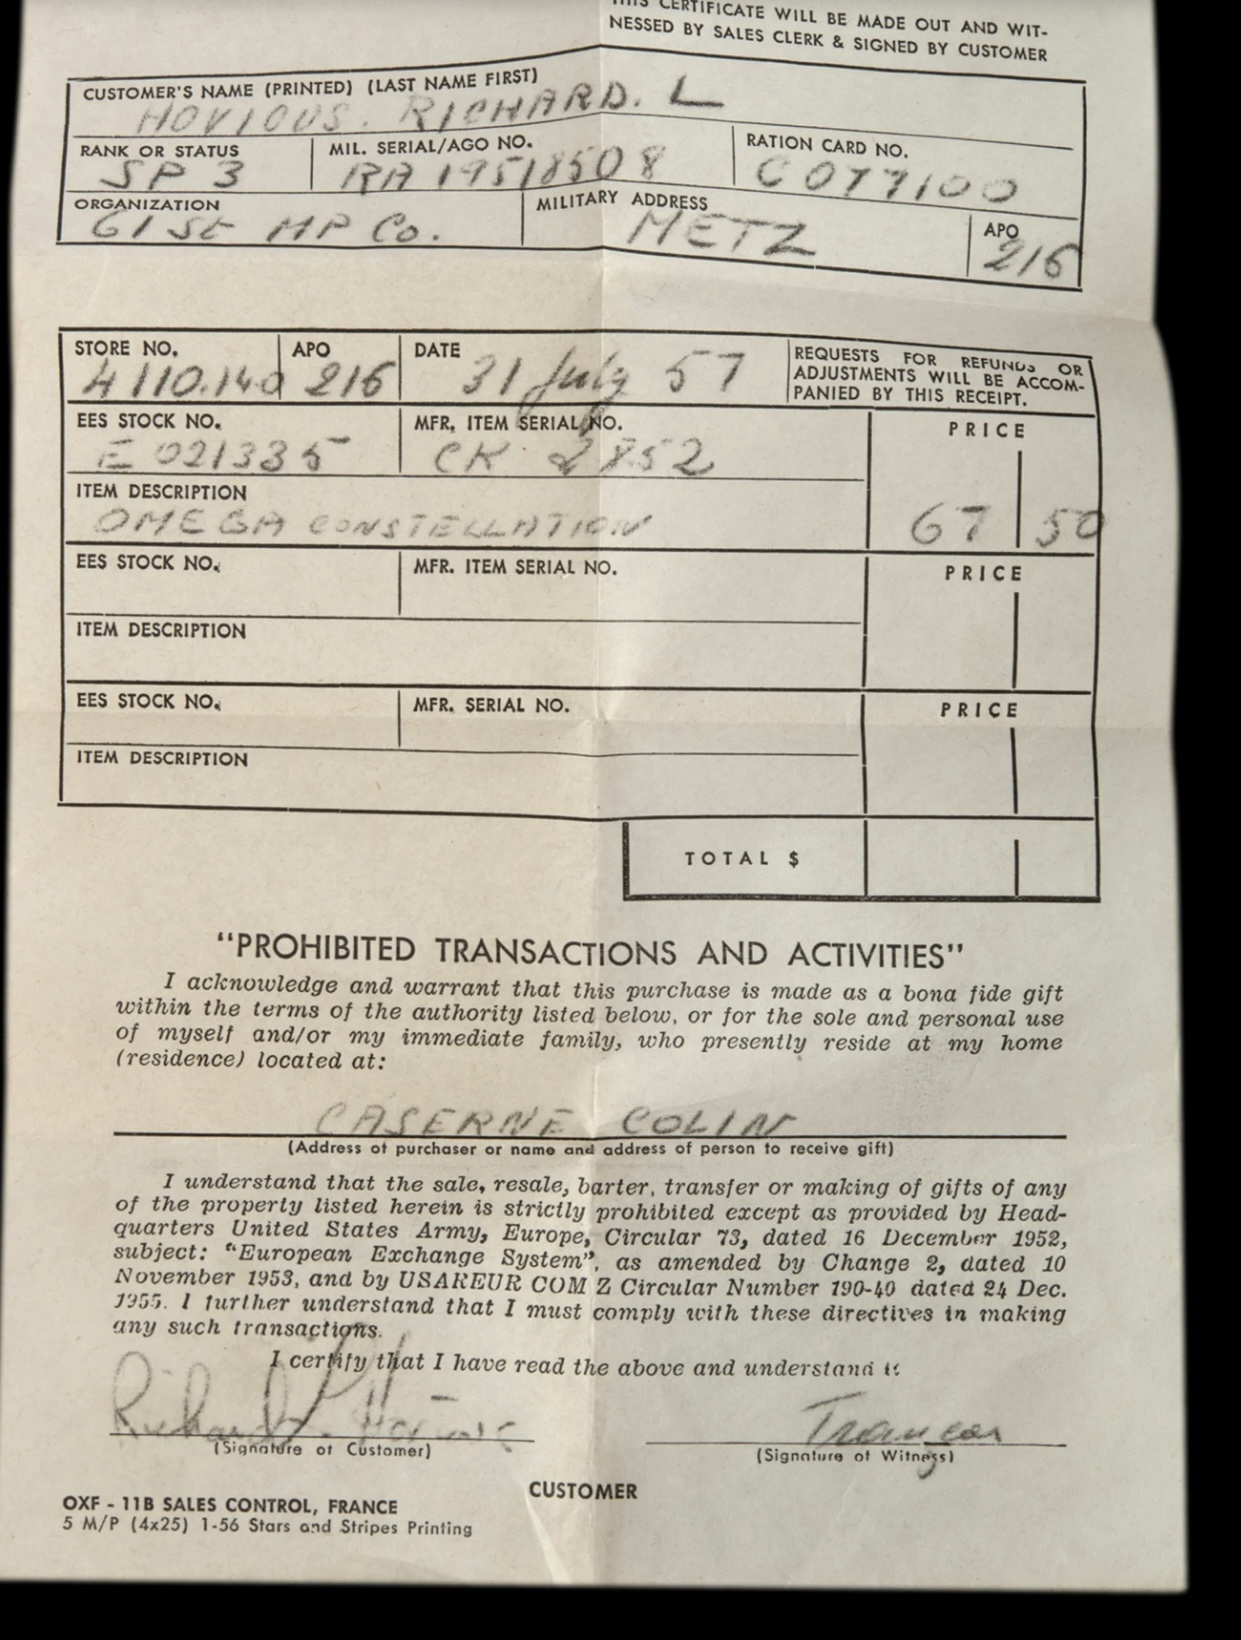 THIS CERTIFICATE WILL BE MADE OUT AND WIT-
NESSED BY SALES CLERK & SIGNED BY CUSTOMER
CUSTOMER'S NAME (PRINTED) (LAST NAME FIRST)
HOVIOUS. RICHARD. L
RANK OR STATUS MIL. SERIAL/AGO NO. RATION CARD NO.
SP 3 RA 19518508 C 077100
ORGANIZATION MILITARY ADDRESS APO
61 St MP Co. METZ 216
STORE NO. APO DATE REQUESTS FOR REFUNDS OR
ADJUSTMENTS WILL BE ACCOM-
PANIED BY THIS RECEIPT.
4110.140 216 31 July 57
EES STOCK NO. MFR. ITEM SERIAL NO. PRICE
E 021335 CK 2852
ITEM DESCRIPTION
OMEGA CONSTELLATION 67 50
EES STOCK NO. MFR. ITEM SERIAL NO. PRICE
ITEM DESCRIPTION
EES STOCK NO. MFR. SERIAL NO. PRICE
ITEM DESCRIPTION
TOTAL $
"PROHIBITED TRANSACTIONS AND ACTIVITIES"
I acknowledge and warrant that this purchase is made as a bona fide gift
within the terms of the authority listed below, or for the sole and personal use
of myself and/or my immediate family, who presently reside at my home
(residence) located at:
CASERNE COLIN
(Address of purchaser or name and address of person to receive gift)
I understand that the sale, resale, barter, transfer or making of gifts of any
of the property listed herein is strictly prohibited except as provided by Head-
quarters United States Army, Europe, Circular 73, dated 16 December 1952,
subject: "European Exchange System", as amended by Change 2, dated 10
November 1953, and by USAREUR COM Z Circular Number 190-40 dated 24 Dec.
1955. I further understand that I must comply with these directives in making
any such transactions.
I certify that I have read the above and understand it
Richard L. Hovious
(Signature of Customer) (Signature of Witness)
CUSTOMER
OXF - 11B SALES CONTROL, FRANCE
5 M/P (4x25) 1-56 Stars and Stripes Printing